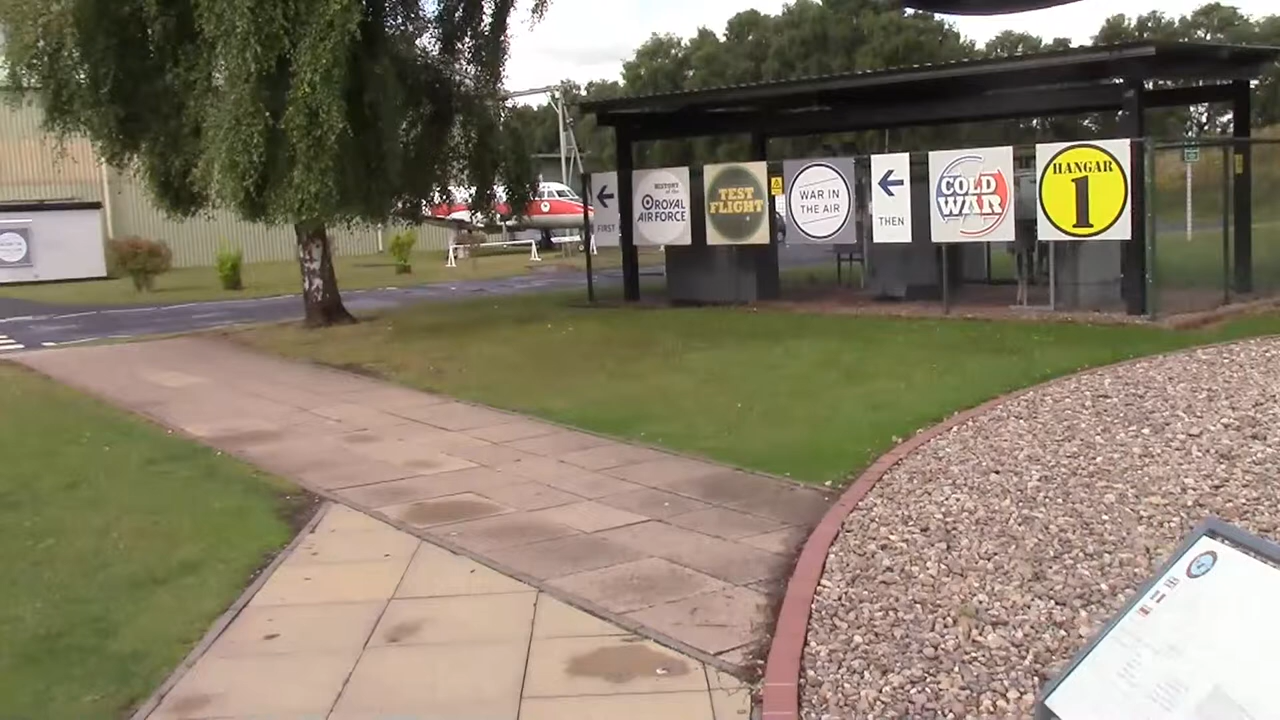 FIRST
HISTORY
of the
ROYAL
AIR FORCE
TEST
FLIGHT
WAR IN
THE AIR
THEN
COLD
WAR
HANGAR
1